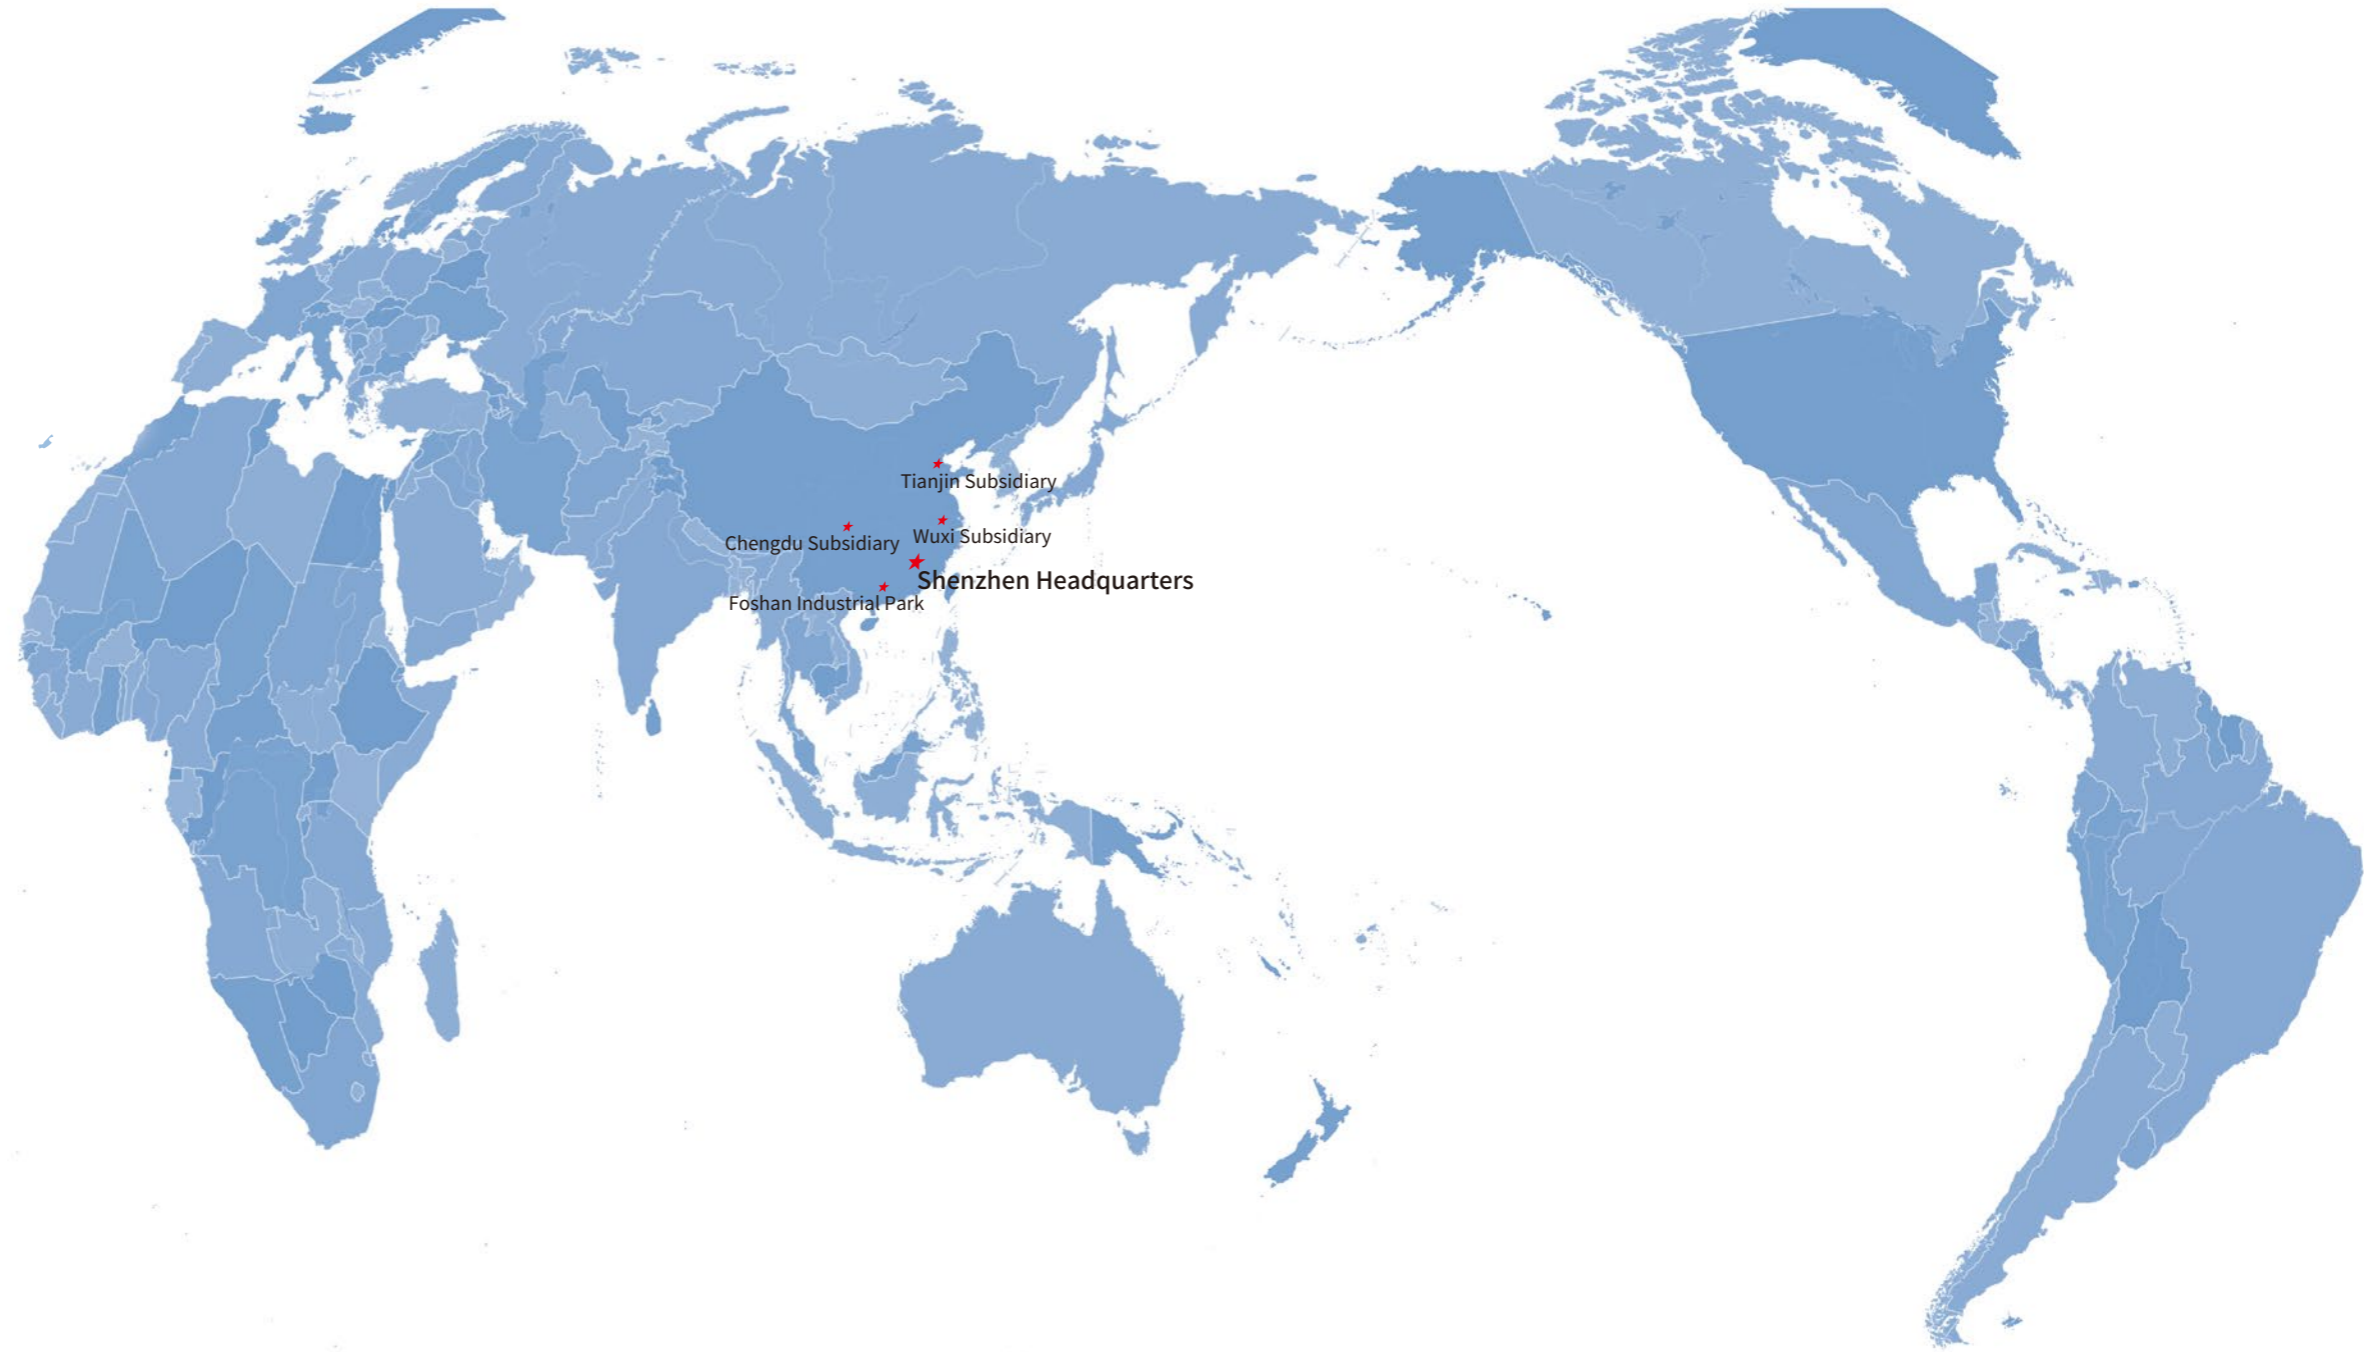 Tianjin Subsidiary
Wuxi Subsidiary
Chengdu Subsidiary
Shenzhen Headquarters
Foshan Industrial Park